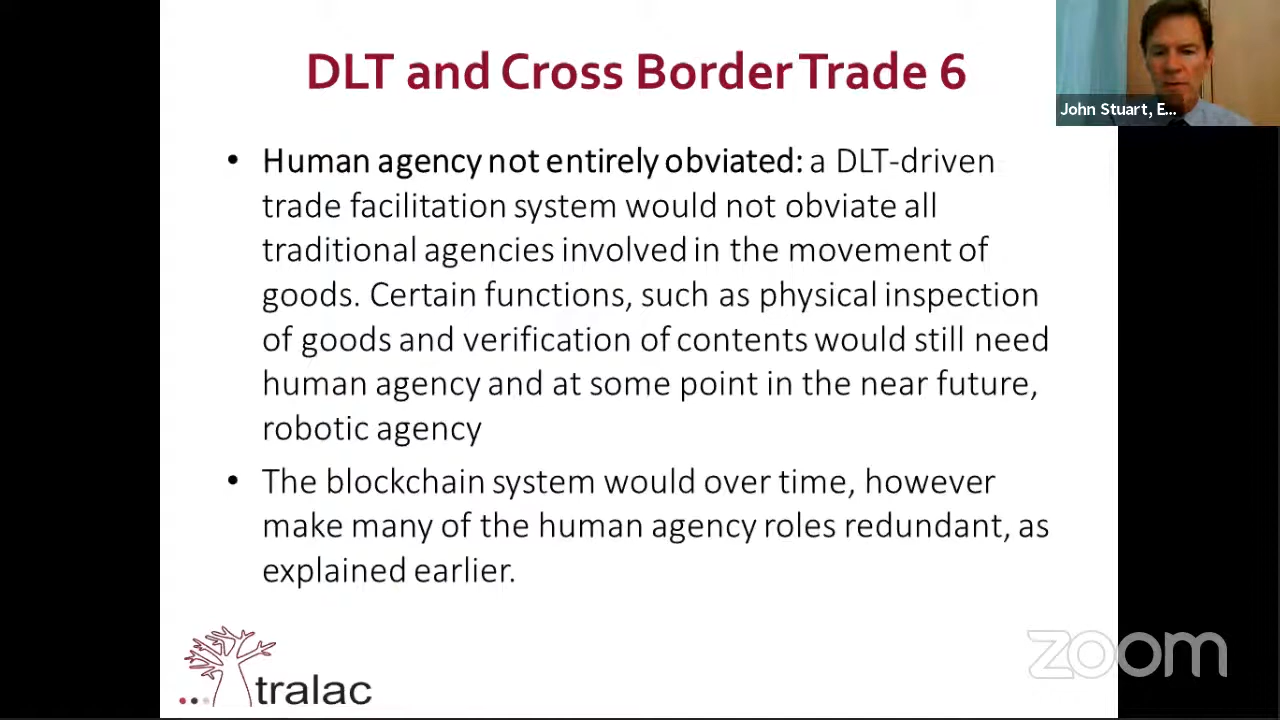 DLT and Cross Border Trade 6
John Stuart, E...
• Human agency not entirely obviated: a DLT-driven
trade facilitation system would not obviate all
traditional agencies involved in the movement of
goods. Certain functions, such as physical inspection
of goods and verification of contents would still need
human agency and at some point in the near future,
robotic agency
• The blockchain system would over time, however
make many of the human agency roles redundant, as
explained earlier.
tralac
zoom